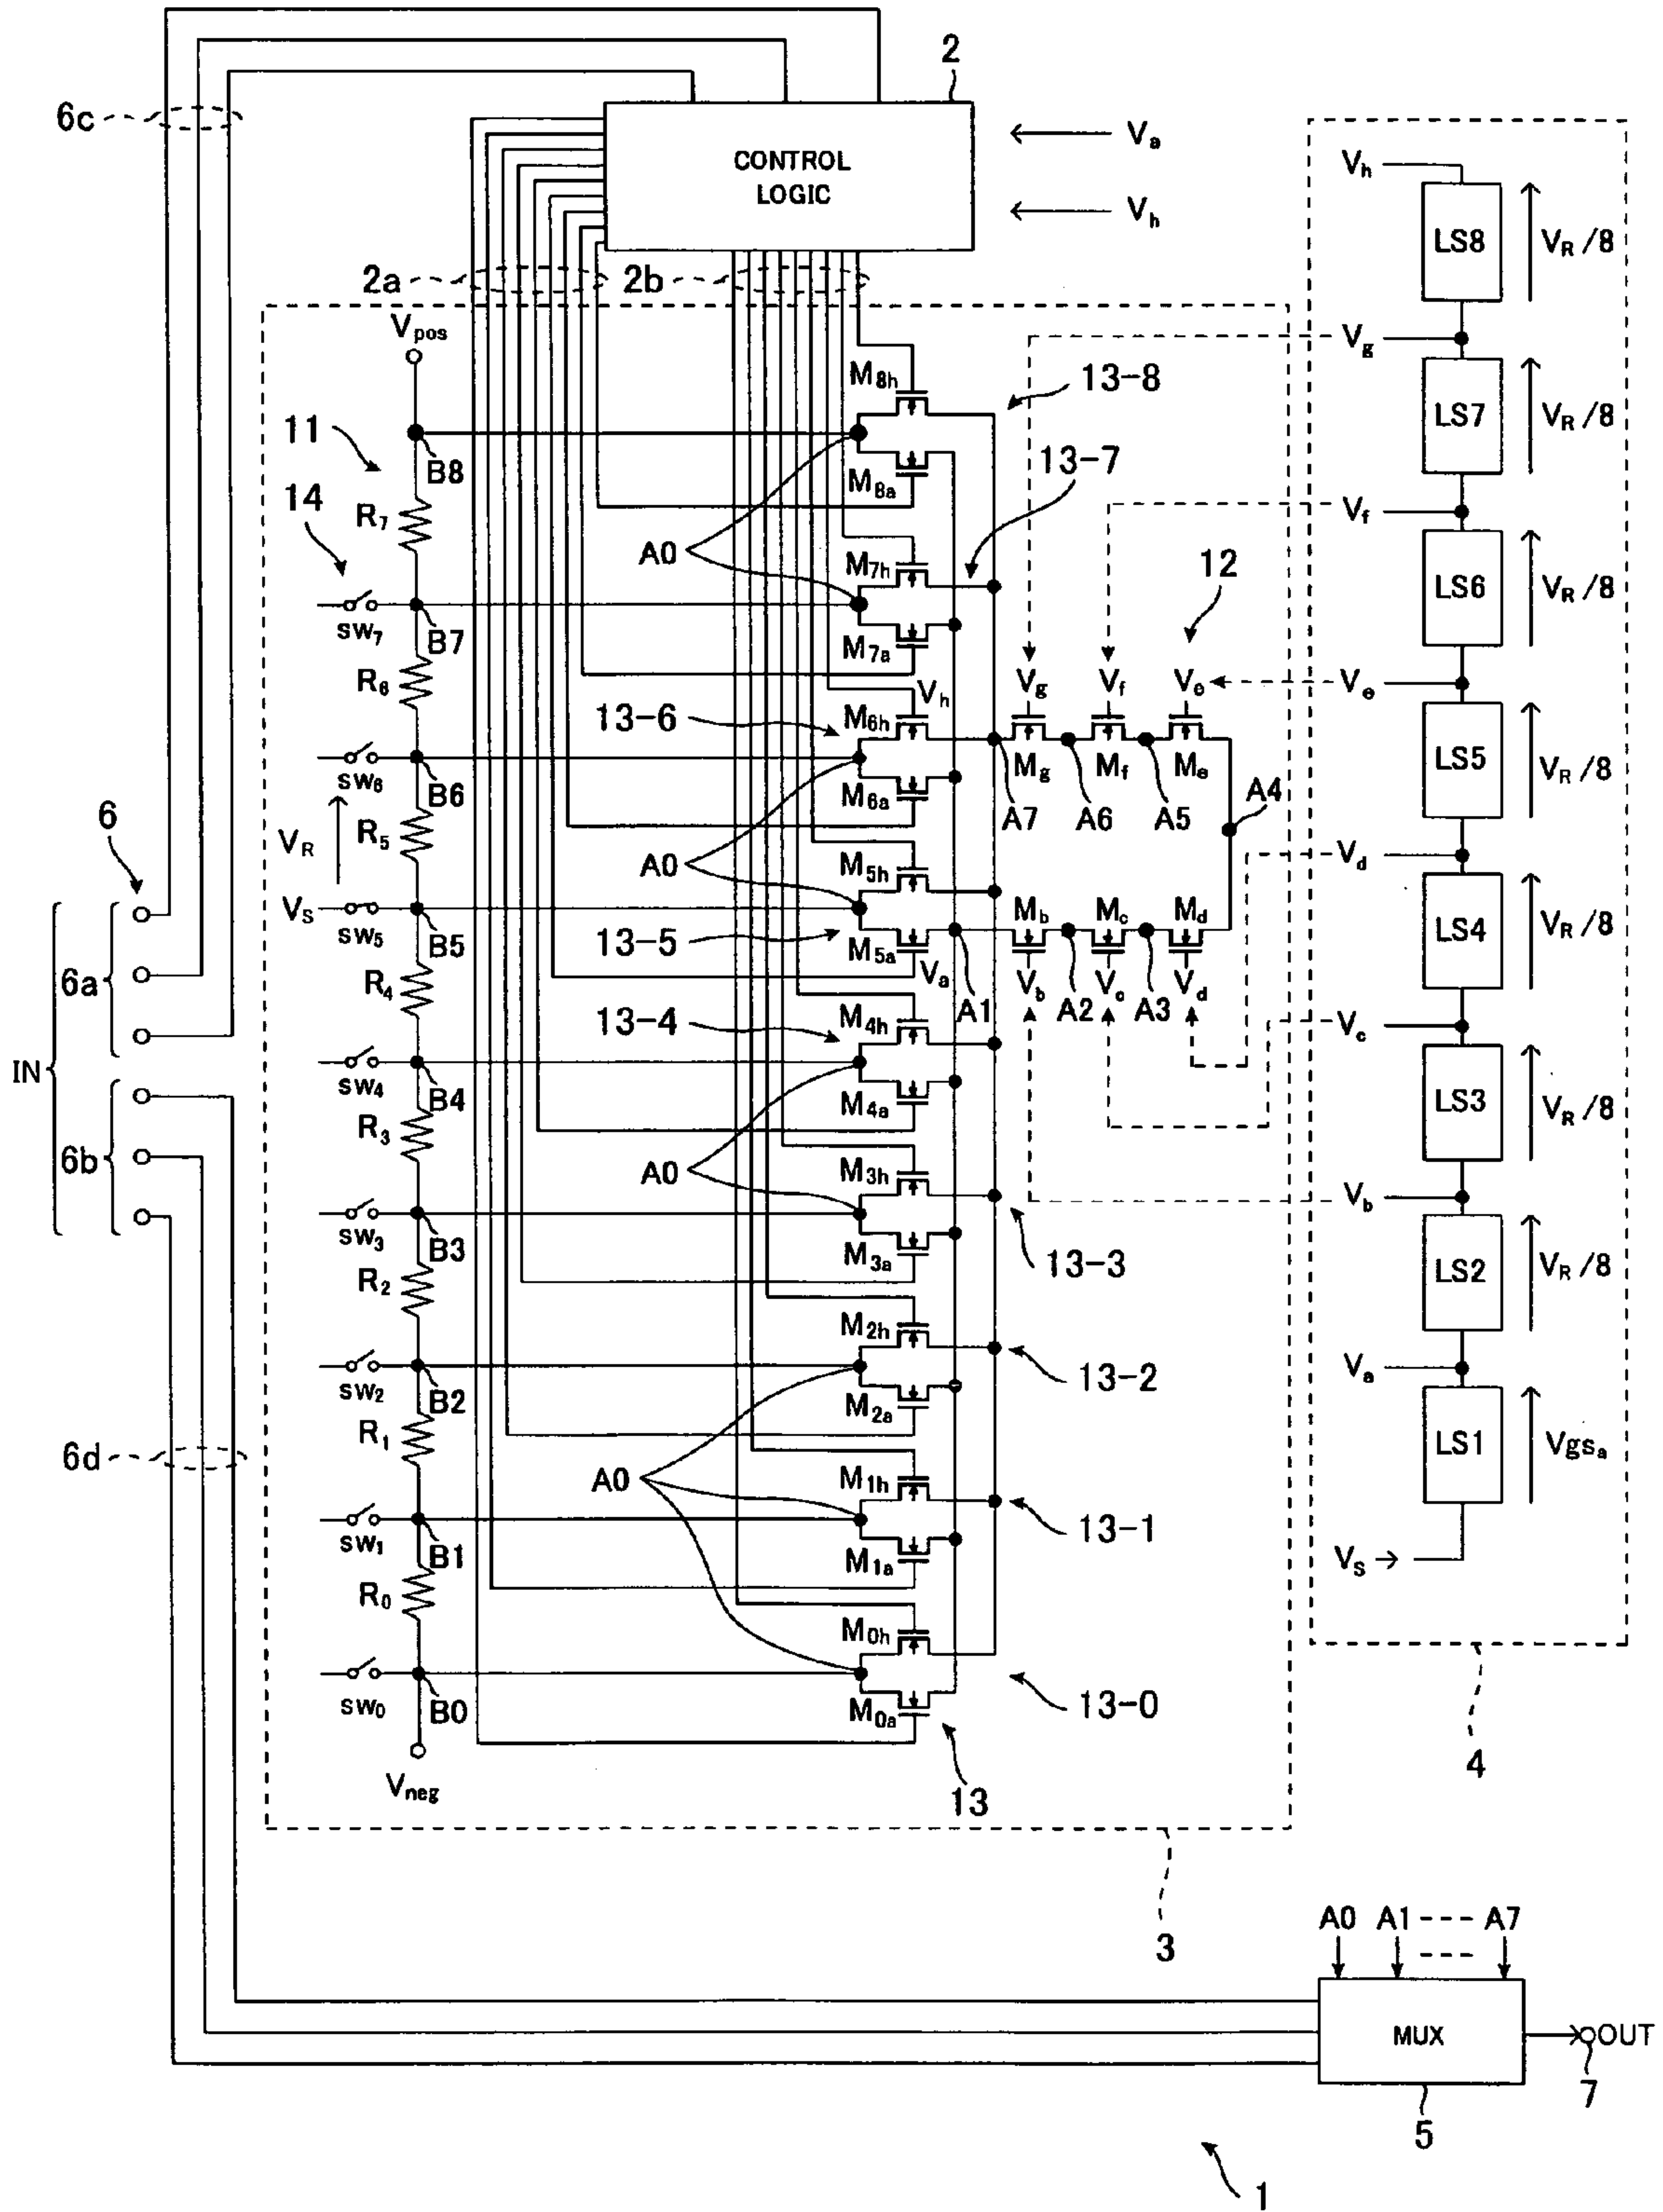 2
6c
CONTROL
LOGIC
Va
Vh
2a
2b
Vh
LS8
VR/8
Vg
LS7
VR/8
Vf
LS6
VR/8
Ve
LS5
VR/8
Vd
LS4
VR/8
Vc
LS3
VR/8
Vb
LS2
VR/8
Va
LS1
Vgsa
VS
4
Vpos
11
B8
R7
14
SW7
B7
R6
SW6
B6
VR
R5
VS
SW5
B5
R4
SW4
B4
R3
SW3
B3
R2
SW2
B2
R1
SW1
B1
R0
SW0
B0
Vneg
M8h
13-8
M8a
13-7
A0
M7h
M7a
12
Vh
Vg
Vf
Ve
13-6
M6h
Mg
Mf
Me
M6a
A7
A6
A5
A4
A0
M5h
13-5
M5a
Va
Mb
Mc
Md
A1
Vb
A2
Vc
A3
Vd
13-4
M4h
M4a
A0
M3h
M3a
13-3
M2h
M2a
13-2
A0
M1h
M1a
13-1
M0h
M0a
13-0
13
3
6
6a
IN
6b
6d
A0
A1
A7
MUX
OUT
7
5
1